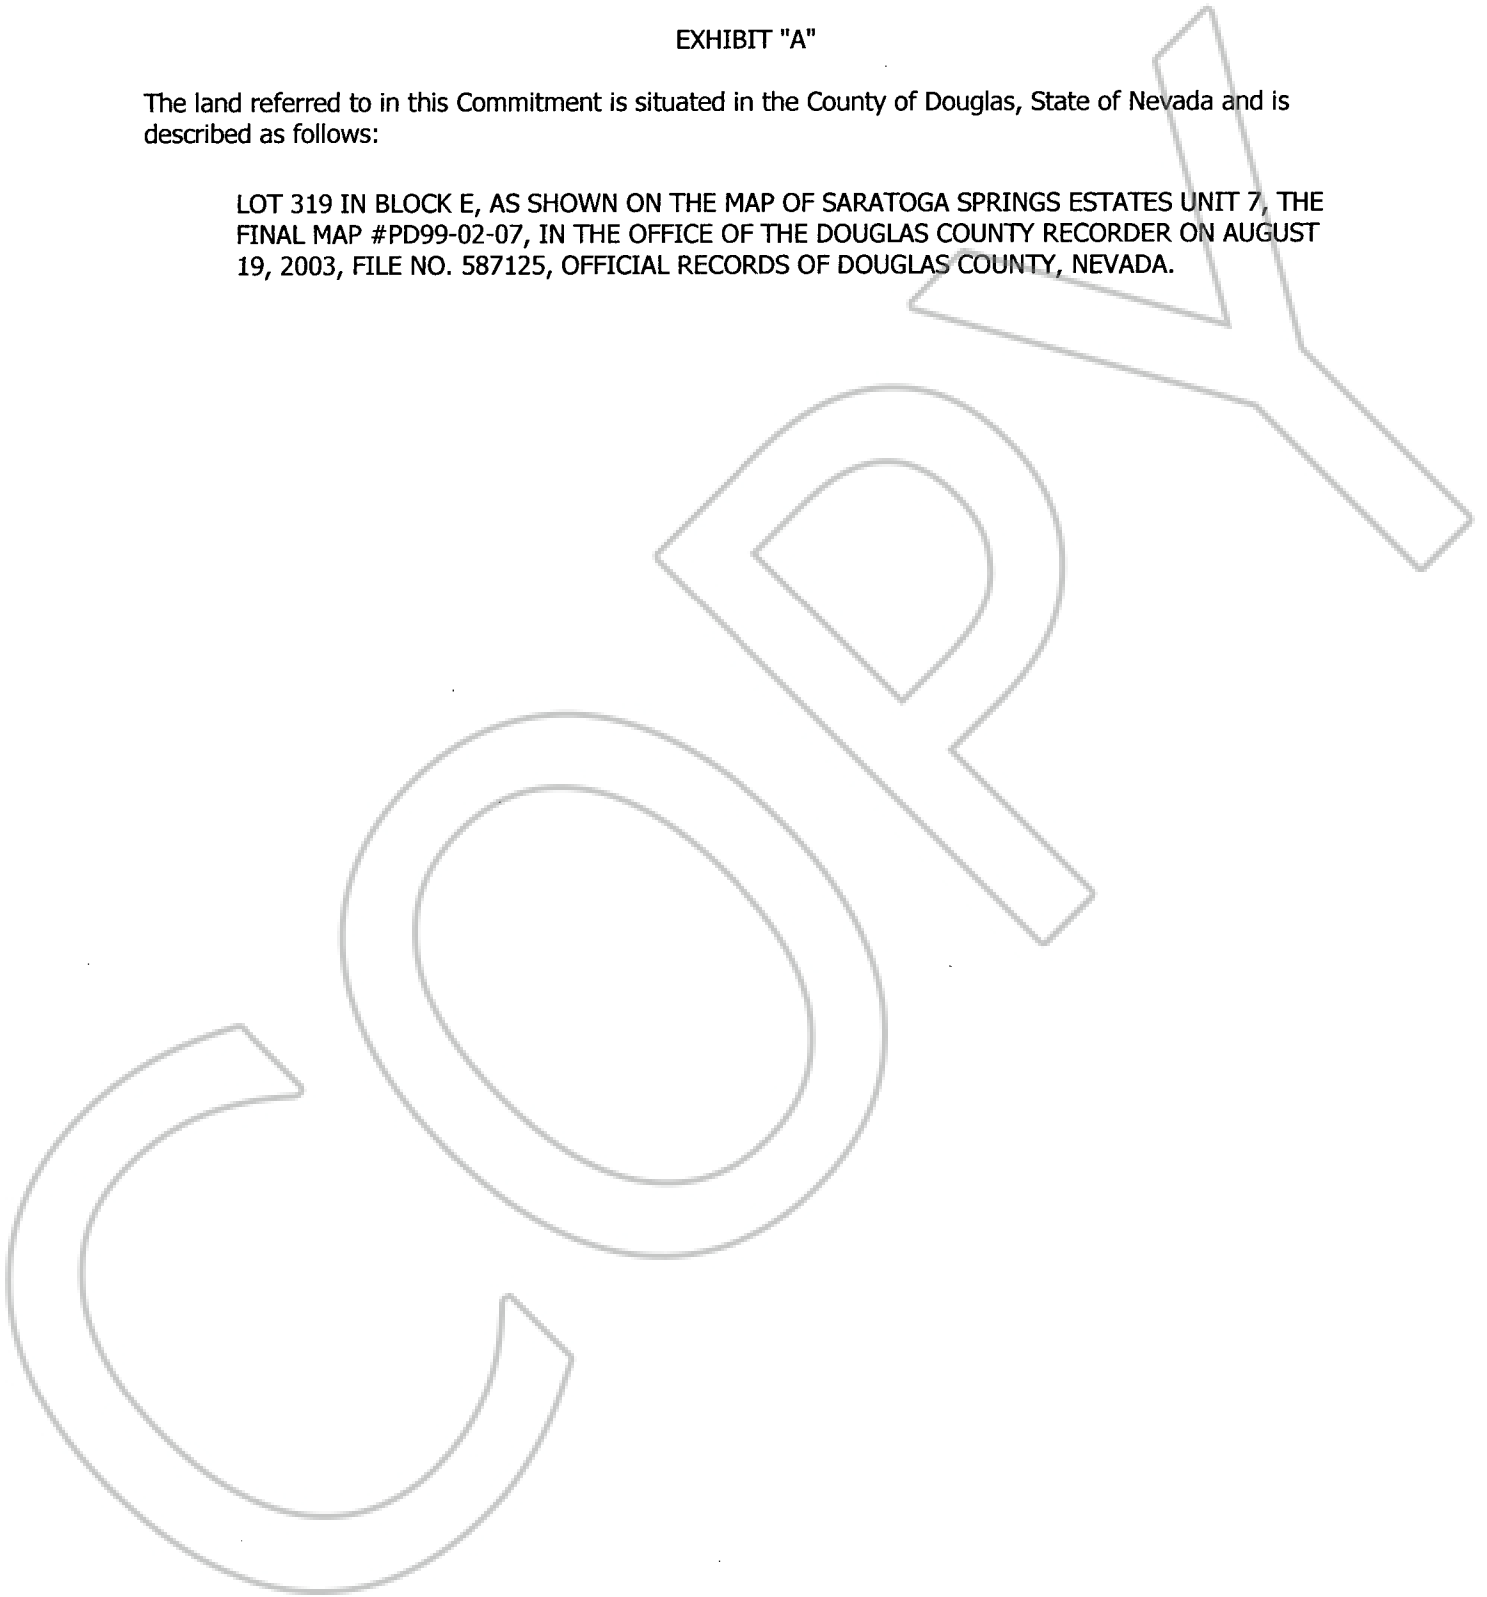 EXHIBIT "A"
The land referred to in this Commitment is situated in the County of Douglas, State of Nevada and is
described as follows:
LOT 319 IN BLOCK E, AS SHOWN ON THE MAP OF SARATOGA SPRINGS ESTATES UNIT 7, THE
FINAL MAP #PD99-02-07, IN THE OFFICE OF THE DOUGLAS COUNTY RECORDER ON AUGUST
19, 2003, FILE NO. 587125, OFFICIAL RECORDS OF DOUGLAS COUNTY, NEVADA.
COPY